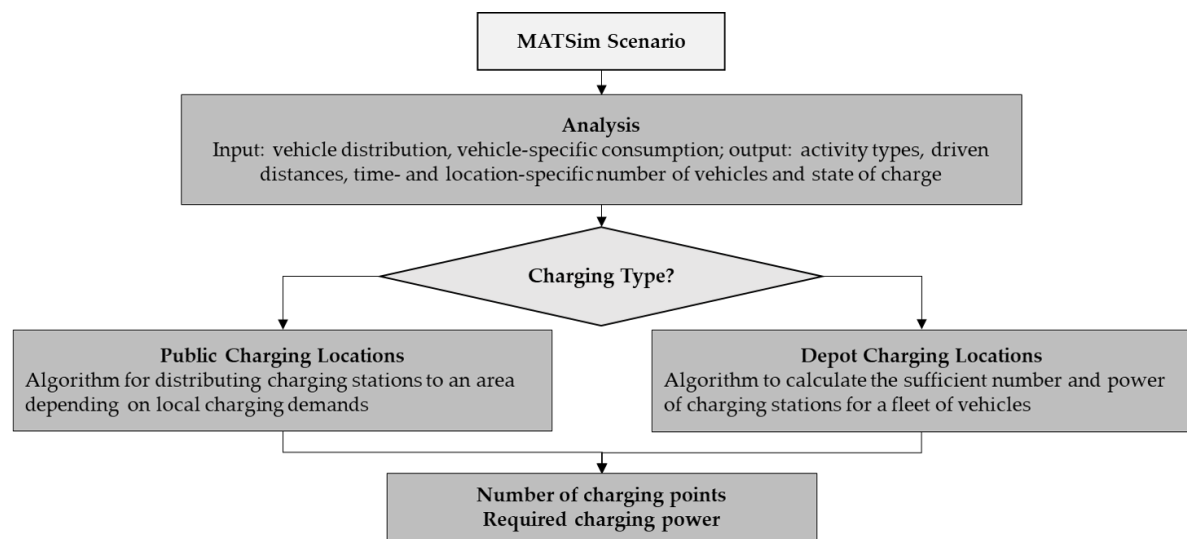 MATSim Scenario
Analysis
Input: vehicle distribution, vehicle-specific consumption; output: activity types, driven
distances, time- and location-specific number of vehicles and state of charge
Charging Type?
Public Charging Locations
Algorithm for distributing charging stations to an area
depending on local charging demands
Depot Charging Locations
Algorithm to calculate the sufficient number and power
of charging stations for a fleet of vehicles
Number of charging points
Required charging power